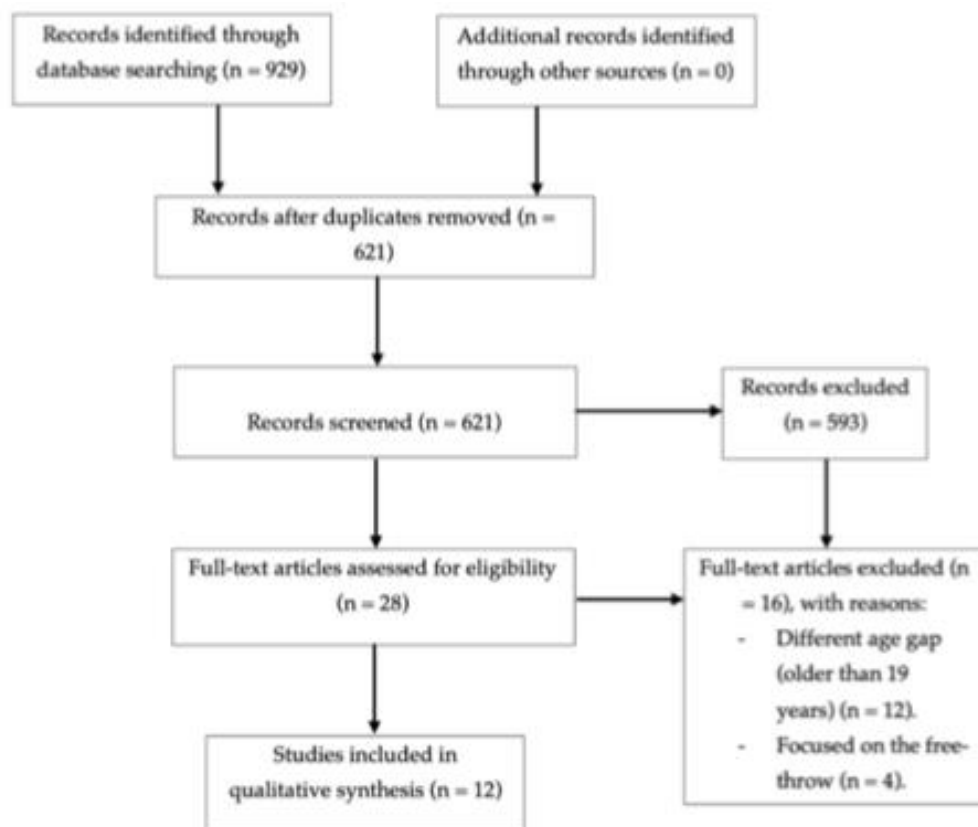 Records identified through
database searching (n = 929)
Additional records identified
through other sources (n = 0)
Records after duplicates removed (n =
621)
Records screened (n = 621)
Records excluded
(n = 593)
Full-text articles assessed for eligibility
(n = 28)
Full-text articles excluded (n
= 16), with reasons:
- Different age gap
(older than 19
years) (n = 12).
- Focused on the free-
throw (n = 4).
Studies included in
qualitative synthesis (n = 12)